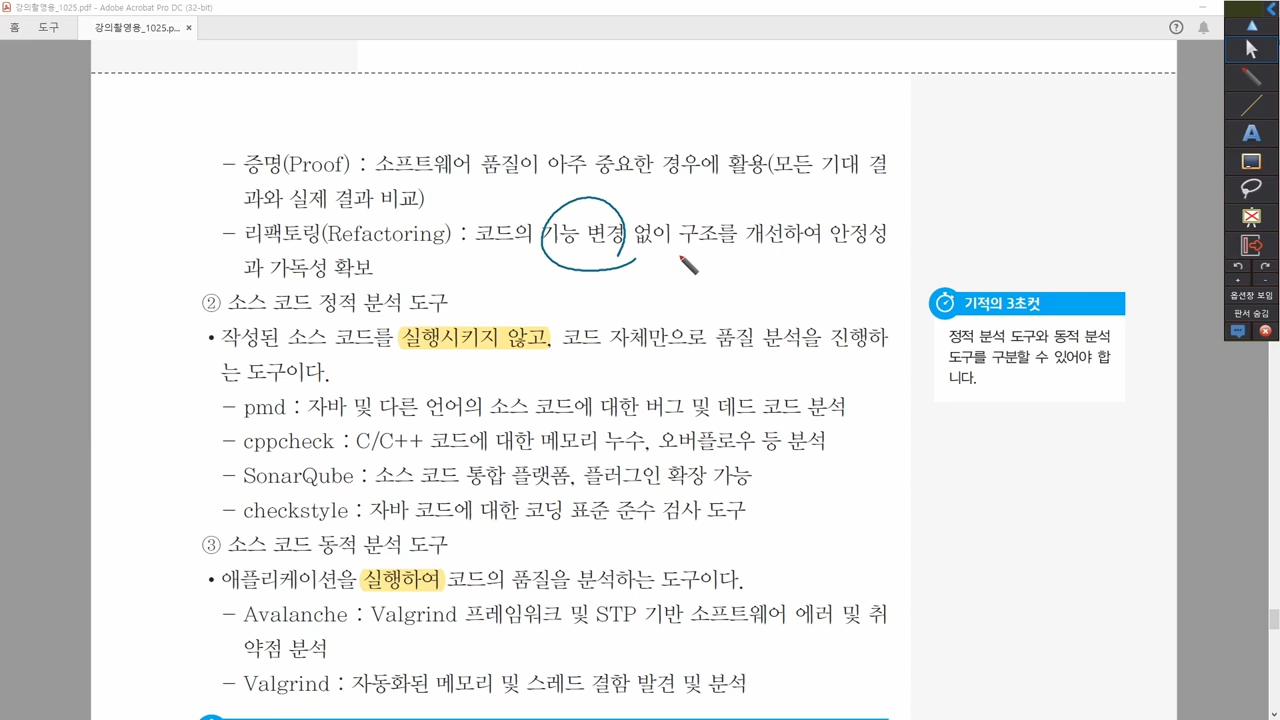 강의촬영용_1025.pdf - Adobe Acrobat Pro DC (32-bit)
홈 도구 강의촬영용_1025.p... ×
– 증명(Proof) : 소프트웨어 품질이 아주 중요한 경우에 활용(모든 기대 결
과와 실제 결과 비교)
– 리팩토링(Refactoring) : 코드의 기능 변경 없이 구조를 개선하여 안정성
과 가독성 확보
② 소스 코드 정적 분석 도구
• 작성된 소스 코드를 실행시키지 않고, 코드 자체만으로 품질 분석을 진행하
는 도구이다.
– pmd : 자바 및 다른 언어의 소스 코드에 대한 버그 및 데드 코드 분석
– cppcheck : C/C++ 코드에 대한 메모리 누수, 오버플로우 등 분석
– SonarQube : 소스 코드 통합 플랫폼, 플러그인 확장 가능
– checkstyle : 자바 코드에 대한 코딩 표준 준수 검사 도구
③ 소스 코드 동적 분석 도구
• 애플리케이션을 실행하여 코드의 품질을 분석하는 도구이다.
– Avalanche : Valgrind 프레임워크 및 STP 기반 소프트웨어 에러 및 취
약점 분석
– Valgrind : 자동화된 메모리 및 스레드 결함 발견 및 분석
기적의 3초컷
정적 분석 도구와 동적 분석
도구를 구분할 수 있어야 합
니다.
옵션창 보임
판서 숨김